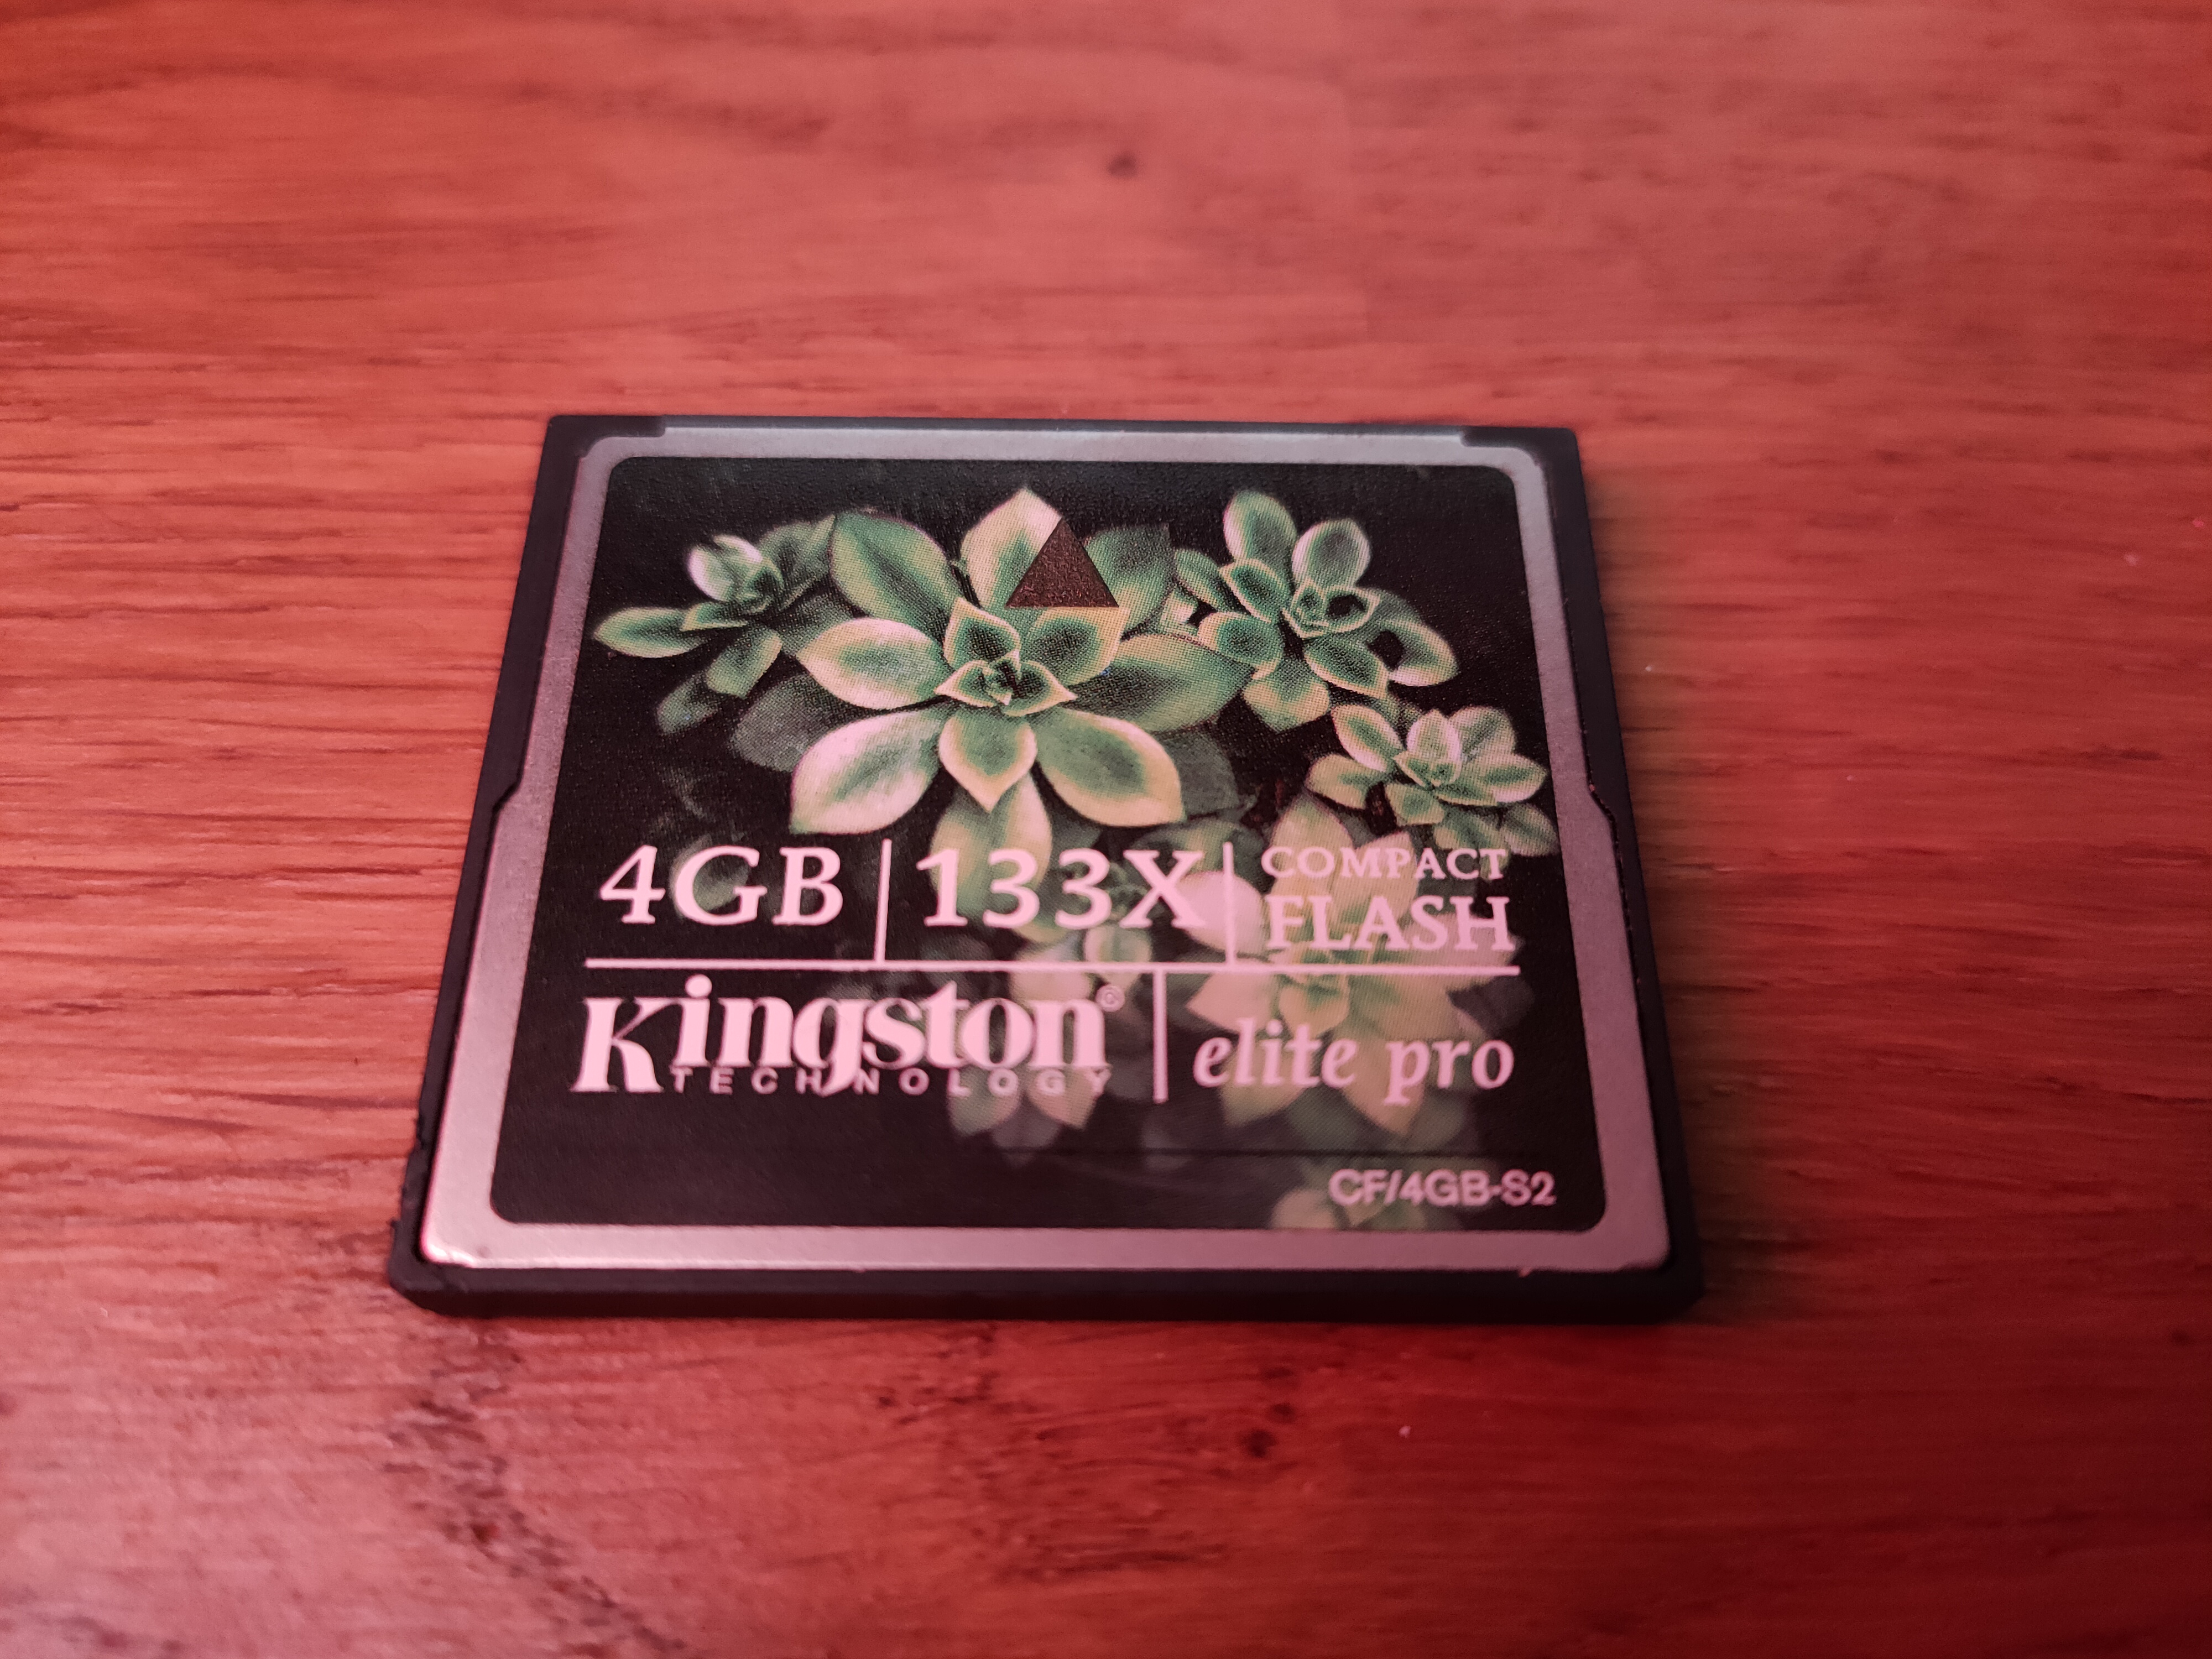 4GB 133X COMPACT
FLASH
Kingston® elite pro
TECHNOLOGY
CF/4GB-S2